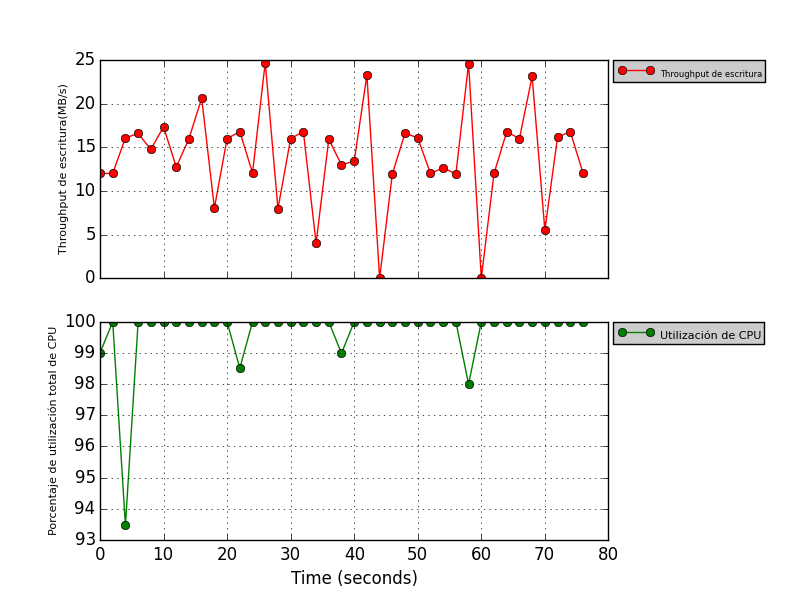 Throughput de escritura(MB/s)
25
20
15
10
5
0
Throughput de escritura
Porcentaje de utilización total de CPU
100
99
98
97
96
95
94
93
Utilización de CPU
0 10 20 30 40 50 60 70 80
Time (seconds)